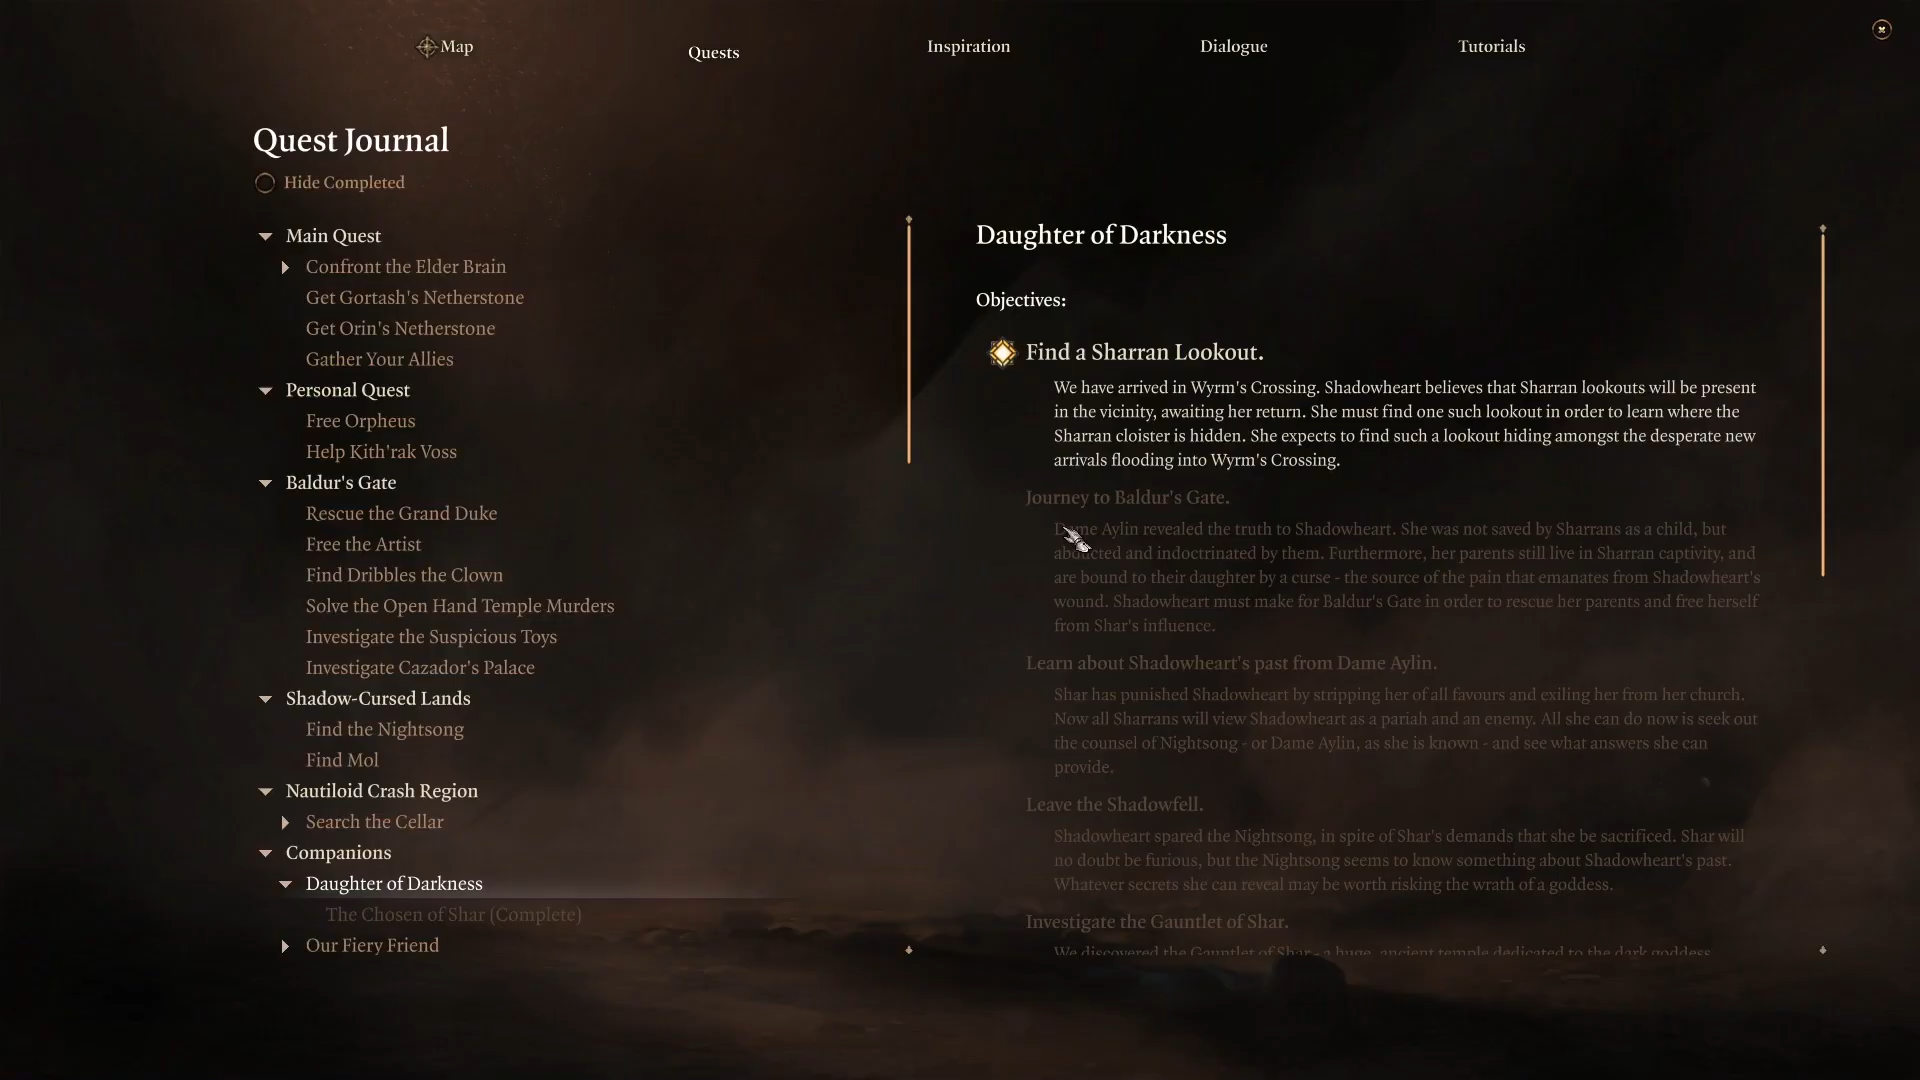 Map
Quests
Inspiration
Dialogue
Tutorials
Quest Journal
Hide Completed
Main Quest
Confront the Elder Brain
Get Gortash's Netherstone
Get Orin's Netherstone
Gather Your Allies
Personal Quest
Free Orpheus
Help Kith'rak Voss
Baldur's Gate
Rescue the Grand Duke
Free the Artist
Find Dribbles the Clown
Solve the Open Hand Temple Murders
Investigate the Suspicious Toys
Investigate Cazador's Palace
Shadow-Cursed Lands
Find the Nightsong
Find Mol
Nautiloid Crash Region
Search the Cellar
Companions
Daughter of Darkness
The Chosen of Shar (Complete)
Our Fiery Friend
Daughter of Darkness
Objectives:
Find a Sharran Lookout.
We have arrived in Wyrm's Crossing. Shadowheart believes that Sharran lookouts will be present
in the vicinity, awaiting her return. She must find one such lookout in order to learn where the
Sharran cloister is hidden. She expects to find such a lookout hiding amongst the desperate new
arrivals flooding into Wyrm's Crossing.
Journey to Baldur's Gate.
Dame Aylin revealed the truth to Shadowheart. She was not saved by Sharrans as a child, but
abducted and indoctrinated by them. Furthermore, her parents still live in Sharran captivity, and
are bound to their daughter by a curse - the source of the pain that emanates from Shadowheart's
wound. Shadowheart must make for Baldur's Gate in order to rescue her parents and free herself
from Shar's influence.
Learn about Shadowheart's past from Dame Aylin.
Shar has punished Shadowheart by stripping her of all favours and exiling her from her church.
Now all Sharrans will view Shadowheart as a pariah and an enemy. All she can do now is seek out
the counsel of Nightsong - or Dame Aylin, as she is known - and see what answers she can
provide.
Leave the Shadowfell.
Shadowheart spared the Nightsong, in spite of Shar's demands that she be sacrificed. Shar will
no doubt be furious, but the Nightsong seems to know something about Shadowheart's past.
Whatever secrets she can reveal may be worth risking the wrath of a goddess.
Investigate the Gauntlet of Shar.
We discovered the Gauntlet of Shar - a huge, ancient temple dedicated to the dark goddess